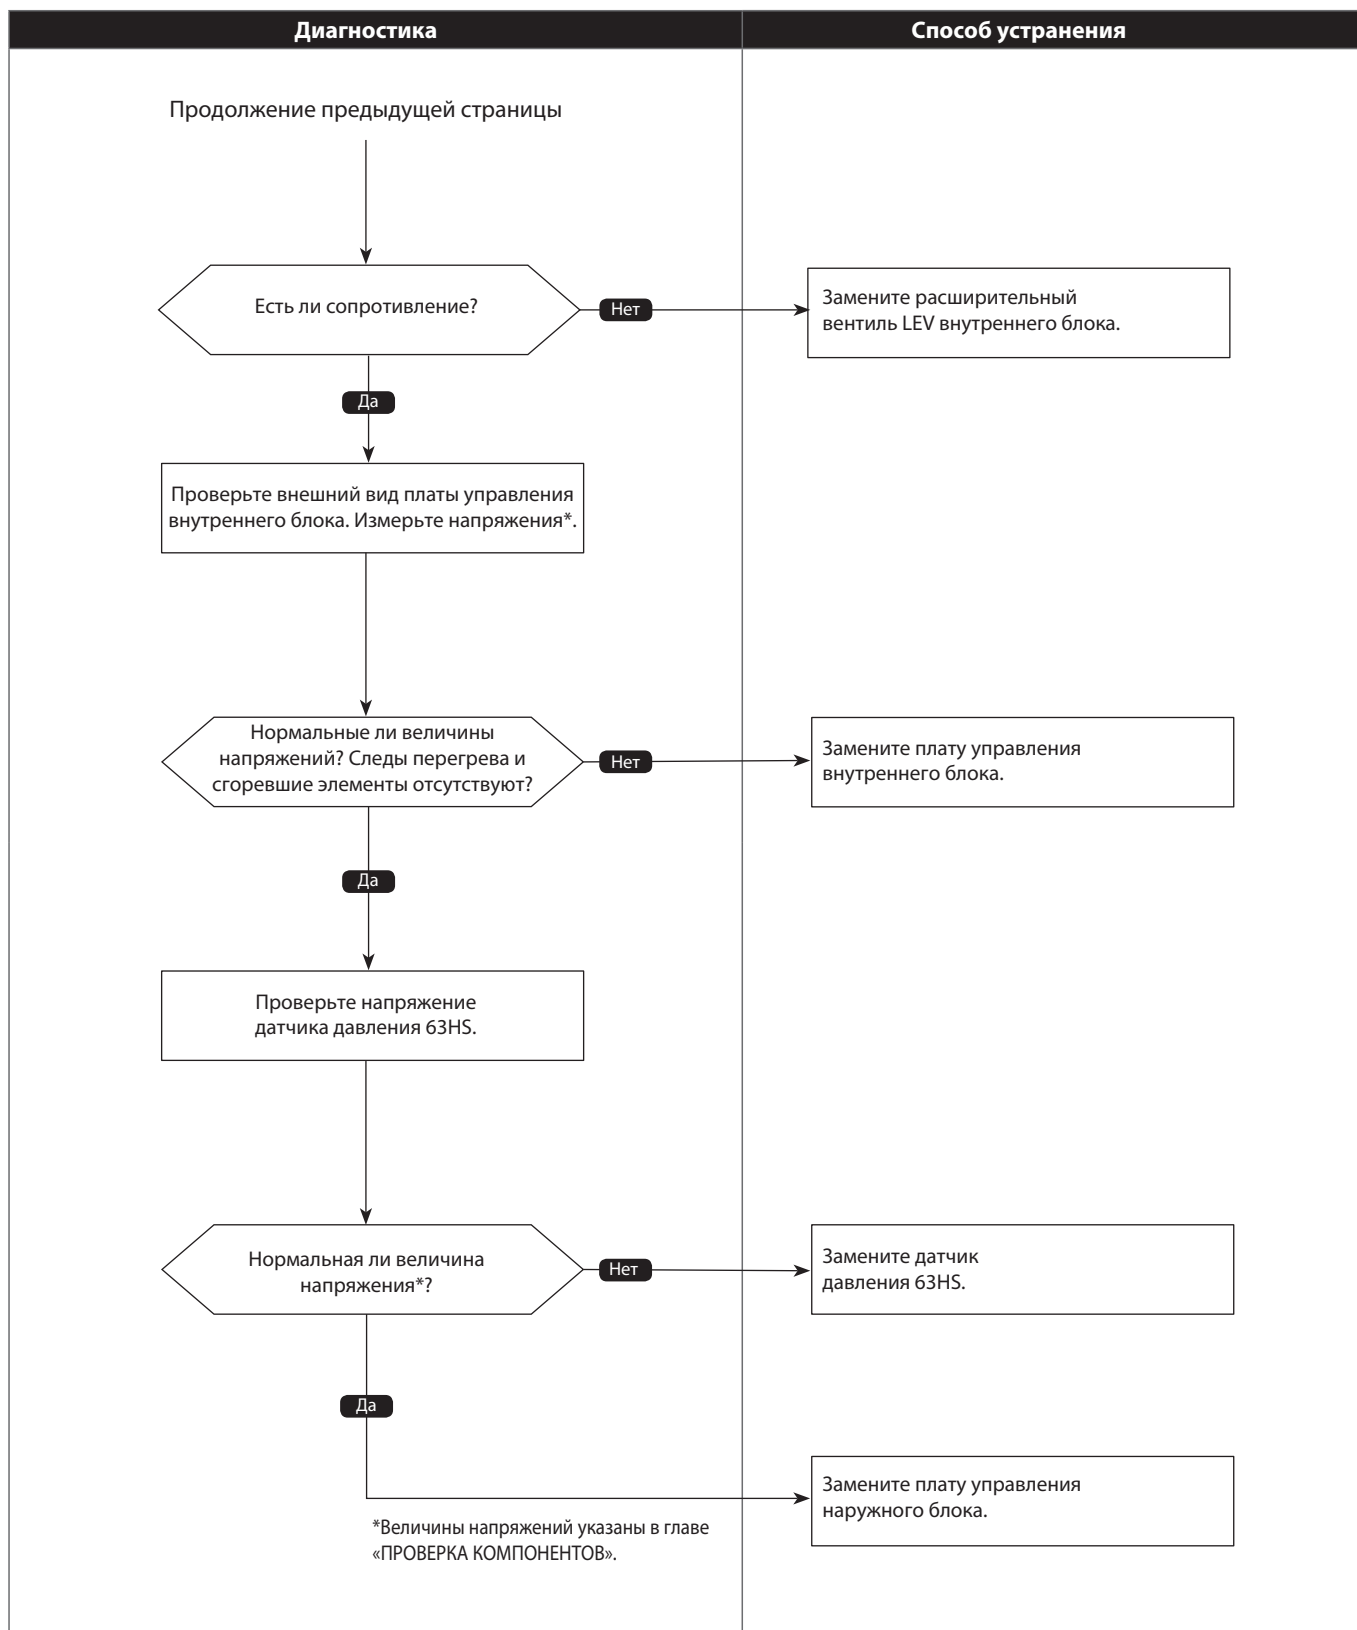 Диагностика
Способ устранения
Продолжение предыдущей страницы
Есть ли сопротивление?
Нет
Замените расширительный
вентиль LEV внутреннего блока.
Да
Проверьте внешний вид платы управления
внутреннего блока. Измерьте напряжения*.
Нормальные ли величины
напряжений? Следы перегрева и
сгоревшие элементы отсутствуют?
Нет
Замените плату управления
внутреннего блока.
Да
Проверьте напряжение
датчика давления 63HS.
Нормальная ли величина
напряжения*?
Нет
Замените датчик
давления 63HS.
Да
Замените плату управления
наружного блока.
*Величины напряжений указаны в главе
«ПРОВЕРКА КОМПОНЕНТОВ».